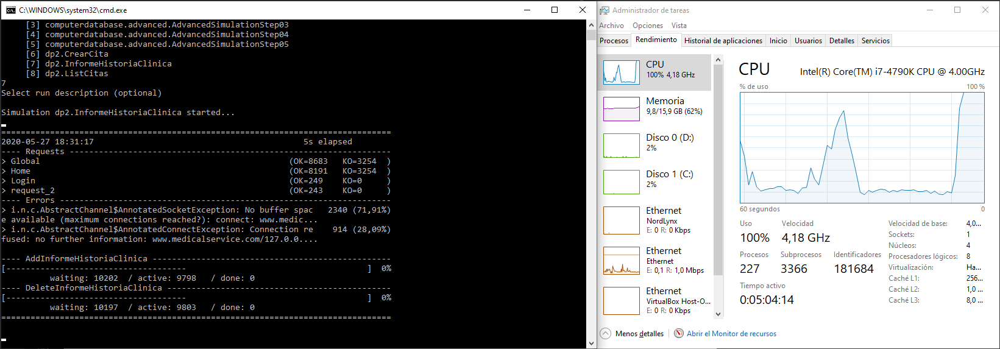 C:\WINDOWS\system32\cmd.exe
[3] computerdatabase.advanced.AdvancedSimulationStep03
[4] computerdatabase.advanced.AdvancedSimulationStep04
[5] computerdatabase.advanced.AdvancedSimulationStep05
[6] dp2.CrearCita
[7] dp2.InformeHistoriaClinica
[8] dp2.ListCitas
7
Select run description (optional)
Simulation dp2.InformeHistoriaClinica started...
================================================================================
2020-05-27 18:31:17 5s elapsed
---- Requests ------------------------------------------------------------------
> Global (OK=8683 KO=3254 )
> Home (OK=8191 KO=3254 )
> Login (OK=249 KO=0 )
> request_2 (OK=243 KO=0 )
---- Errors --------------------------------------------------------------------
> i.n.c.AbstractChannel$AnnotatedSocketException: No buffer spac 2340 (71,91%)
e available (maximum connections reached?): connect: www.medic...
> i.n.c.AbstractChannel$AnnotatedConnectException: Connection re 914 (28,09%)
fused: no further information: www.medicalservice.com/127.0.0....
---- AddInformeHistoriaClinica -------------------------------------------------
[------------------------------------- ] 0%
waiting: 10202 / active: 9798 / done: 0
---- DeleteInformeHistoriaClinica ----------------------------------------------
[------------------------------------- ] 0%
waiting: 10197 / active: 9803 / done: 0
================================================================================
Administrador de tareas
Archivo Opciones Vista
Procesos Rendimiento Historial de aplicaciones Inicio Usuarios Detalles Servicios
CPU
100% 4,18 GHz
Memoria
9,8/15,9 GB (62%)
Disco 0 (D:)
2%
Disco 1 (C:)
2%
Ethernet
NordLynx
E: 0 R: 0 Kbps
Ethernet
Ethernet
E: 0,1 R: 1,0 Mbps
Ethernet
VirtualBox Host-O...
E: 0 R: 0 Kbps
CPU Intel(R) Core(TM) i7-4790K CPU @ 4.00GHz
% de uso 100 %
60 segundos 0
Uso Velocidad
100% 4,18 GHz
Procesos Subprocesos Identificadores
227 3366 181684
Tiempo activo
0:05:04:14
Velocidad de base: 4,0...
Sockets: 1
Núcleos: 4
Procesadores lógicos: 8
Virtualización: Ha...
Caché L1: 256...
Caché L2: 1,0 ...
Caché L3: 8,0 ...
Menos detalles Abrir el Monitor de recursos